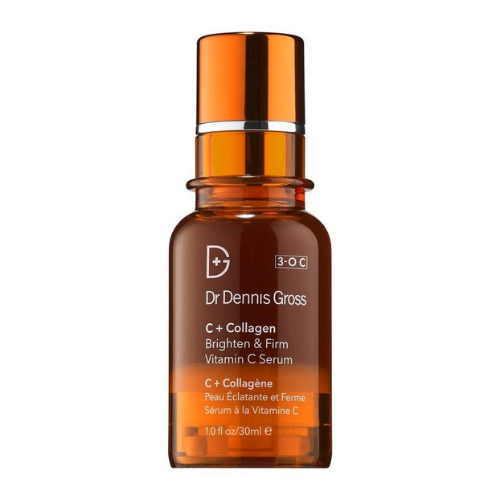 3-O C
Dr Dennis Gross
C + Collagen
Brighten & Firm
Vitamin C Serum
C + Collagène
Peau Éclatante et Ferme
Sérum à la Vitamine C
1.0 fl oz/30ml ℮